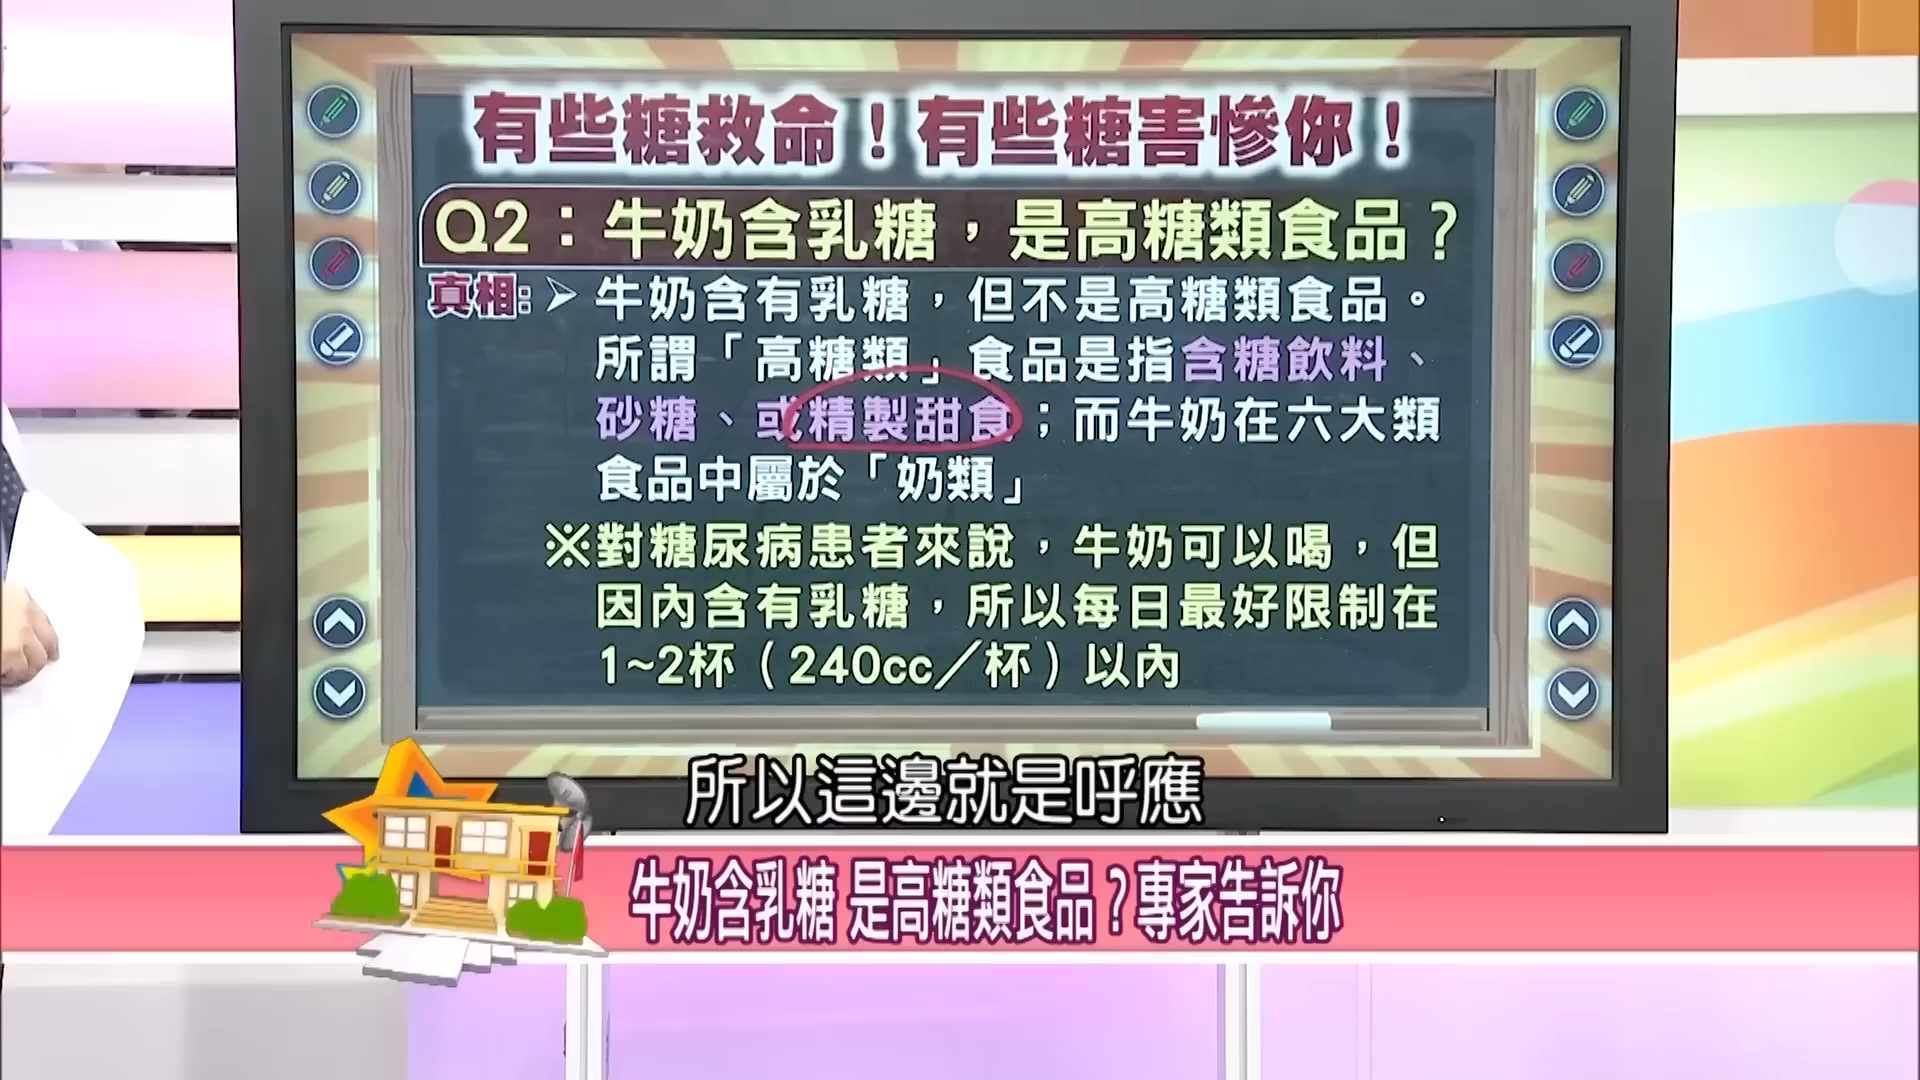 有些糖救命！有些糖害慘你！
Q2：牛奶含乳糖，是高糖類食品？
真相:➢牛奶含有乳糖，但不是高糖類食品。
所謂「高糖類」食品是指含糖飲料、
砂糖、或精製甜食；而牛奶在六大類
食品中屬於「奶類」
※對糖尿病患者來說，牛奶可以喝，但
因內含有乳糖，所以每日最好限制在
1~2杯（240cc／杯）以內
所以這邊就是呼應
牛奶含乳糖 是高糖類食品？專家告訴你